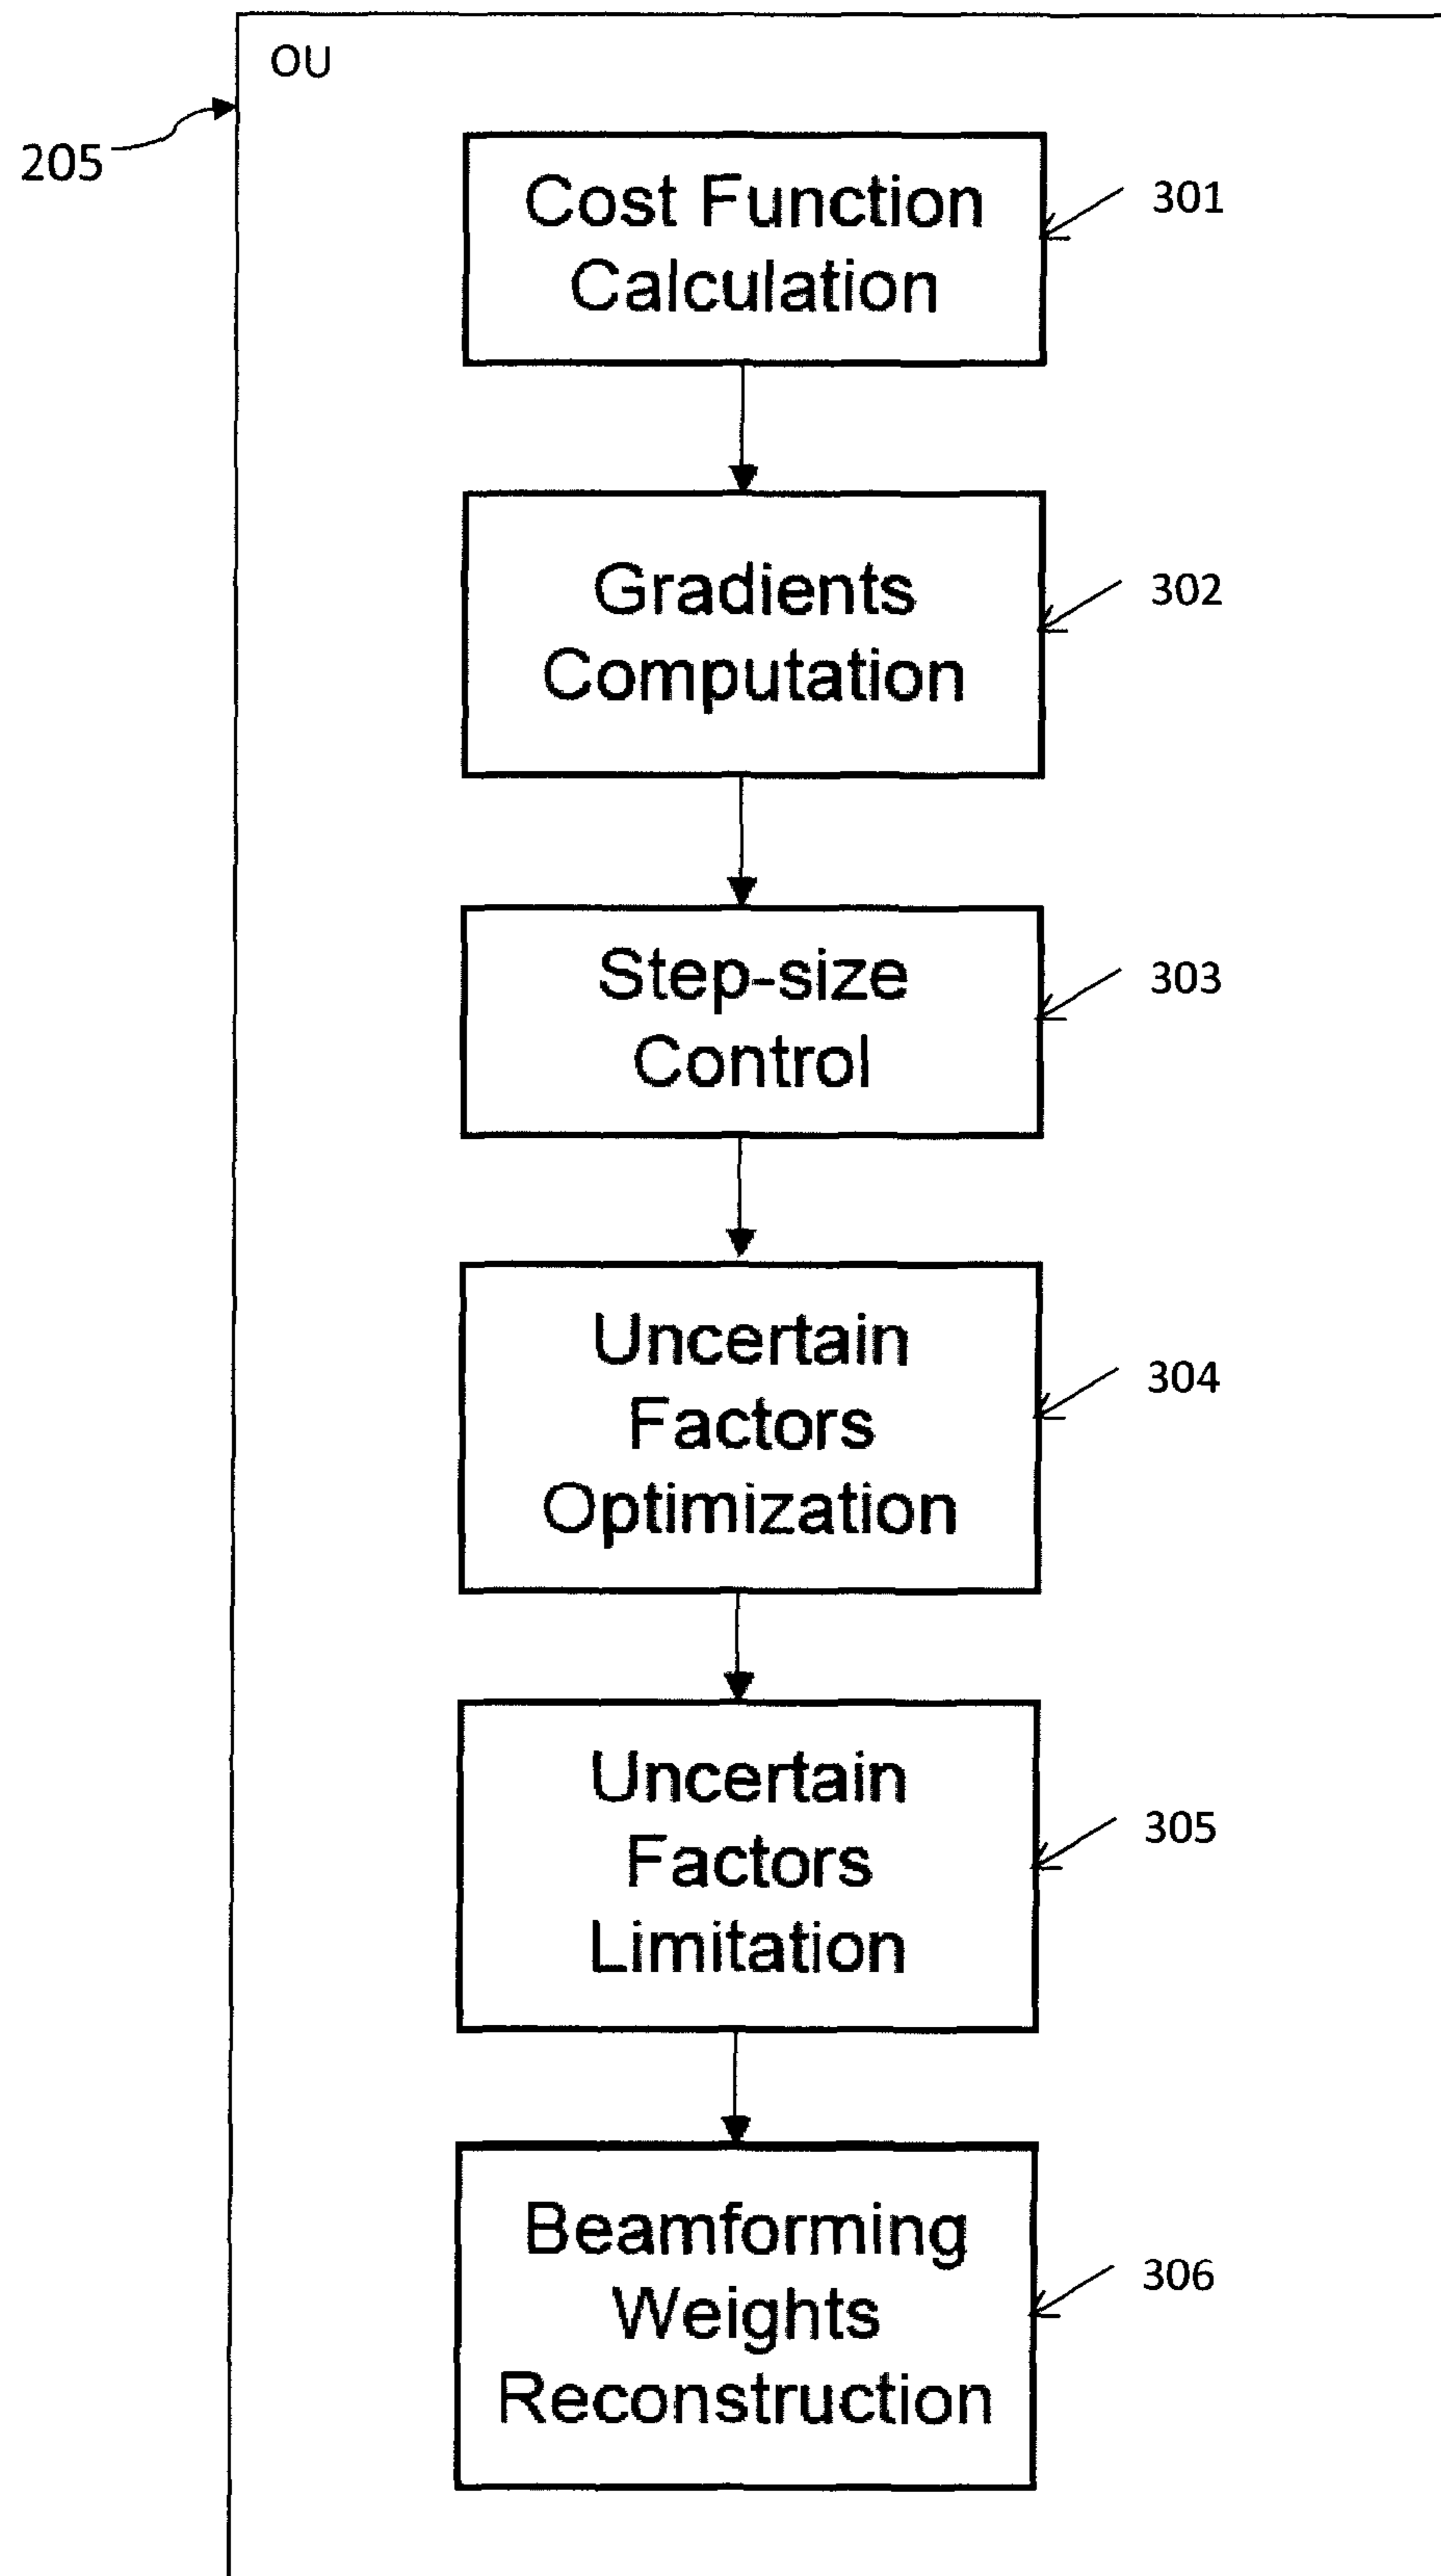 OU
205
Cost Function
Calculation
301
Gradients
Computation
302
Step-size
Control
303
Uncertain
Factors
Optimization
304
Uncertain
Factors
Limitation
305
Beamforming
Weights
Reconstruction
306